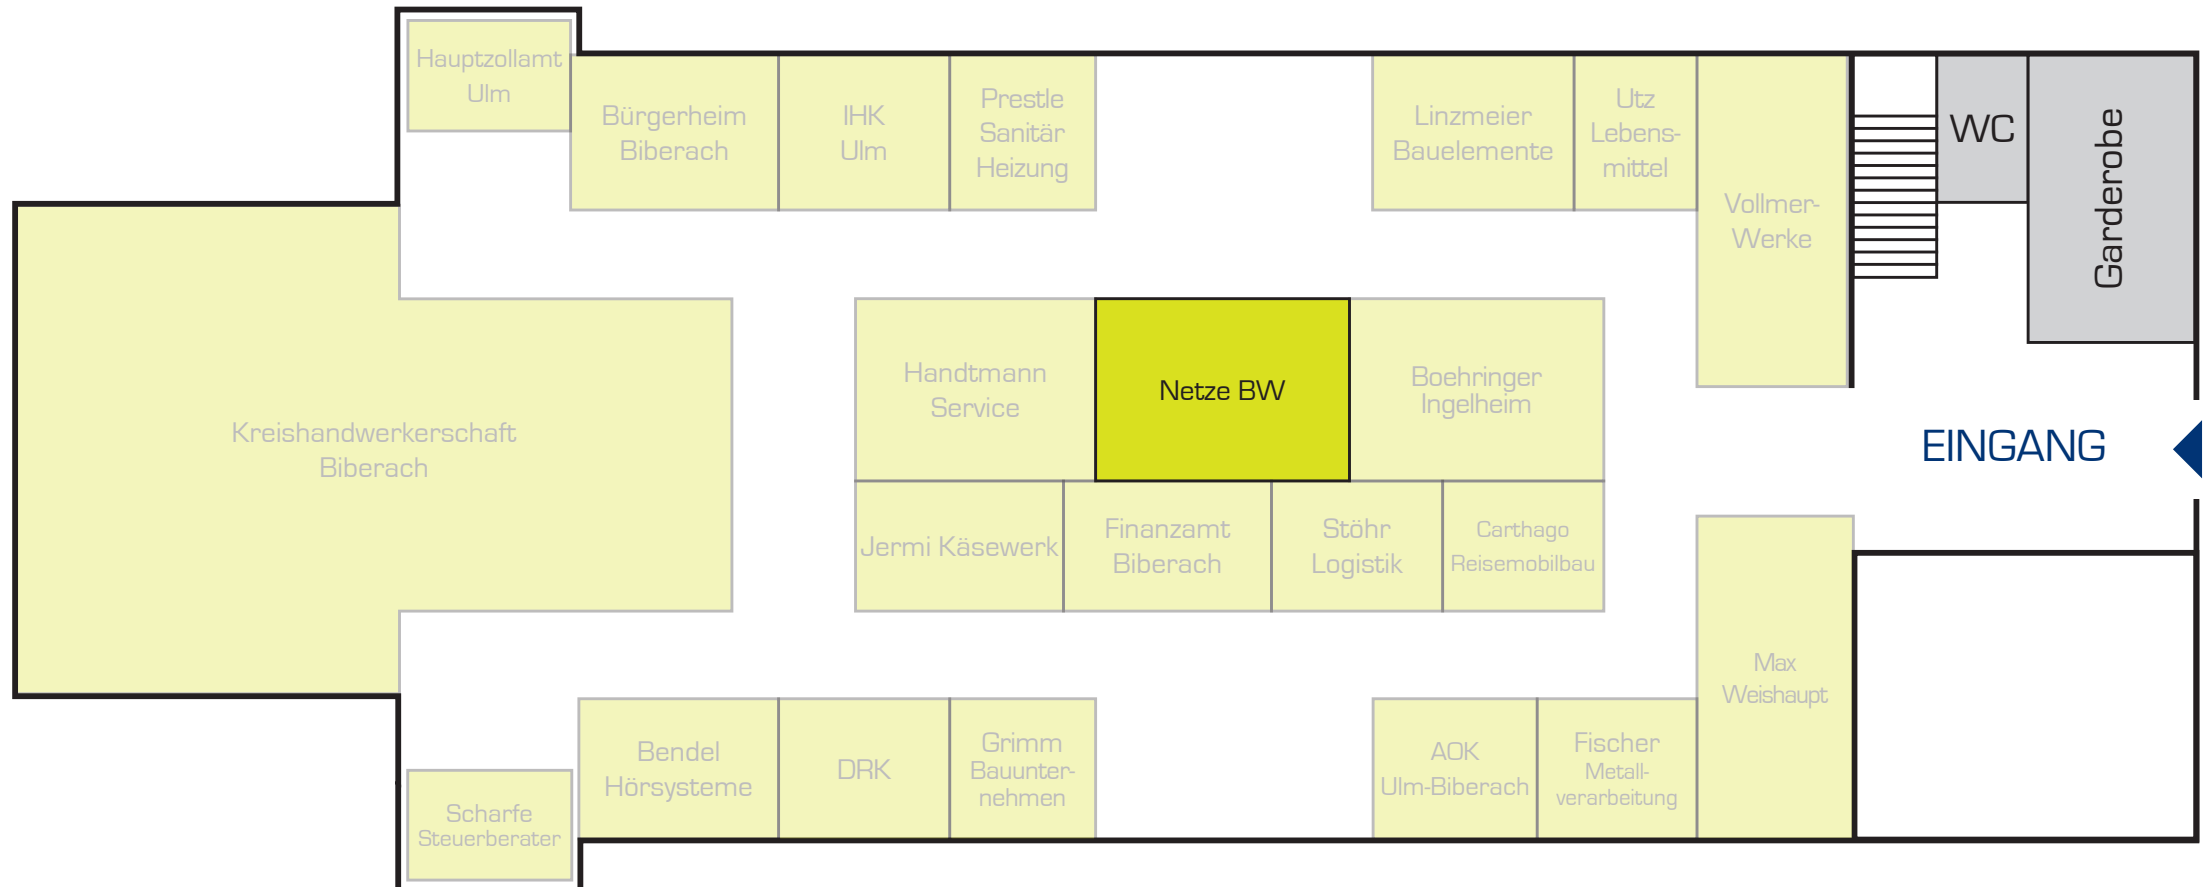 Hauptzollamt
Ulm
Bürgerheim
Biberach
IHK
Ulm
Prestle
Sanitär
Heizung
Linzmeier
Bauelemente
Utz
Lebens-
mittel
Vollmer-
Werke
WC
Garderobe
Kreishandwerkerschaft
Biberach
Handtmann
Service
Netze BW
Boehringer
Ingelheim
EINGANG
Jermi Käsewerk
Finanzamt
Biberach
Stöhr
Logistik
Carthago
Reisemobilbau
Max
Weishaupt
Scharfe
Steuerberater
Bendel
Hörsysteme
DRK
Grimm
Bauunter-
nehmen
AOK
Ulm-Biberach
Fischer
Metall-
verarbeitung